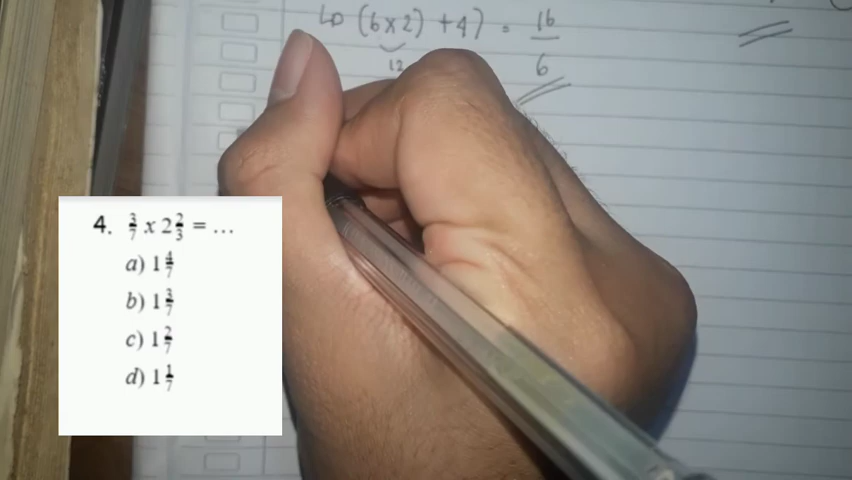 (6x2) + 4) = 16/6
12
4. 3/7 x 2 2/3 = ...
a) 1 4/7
b) 1 3/7
c) 1 2/7
d) 1 1/7